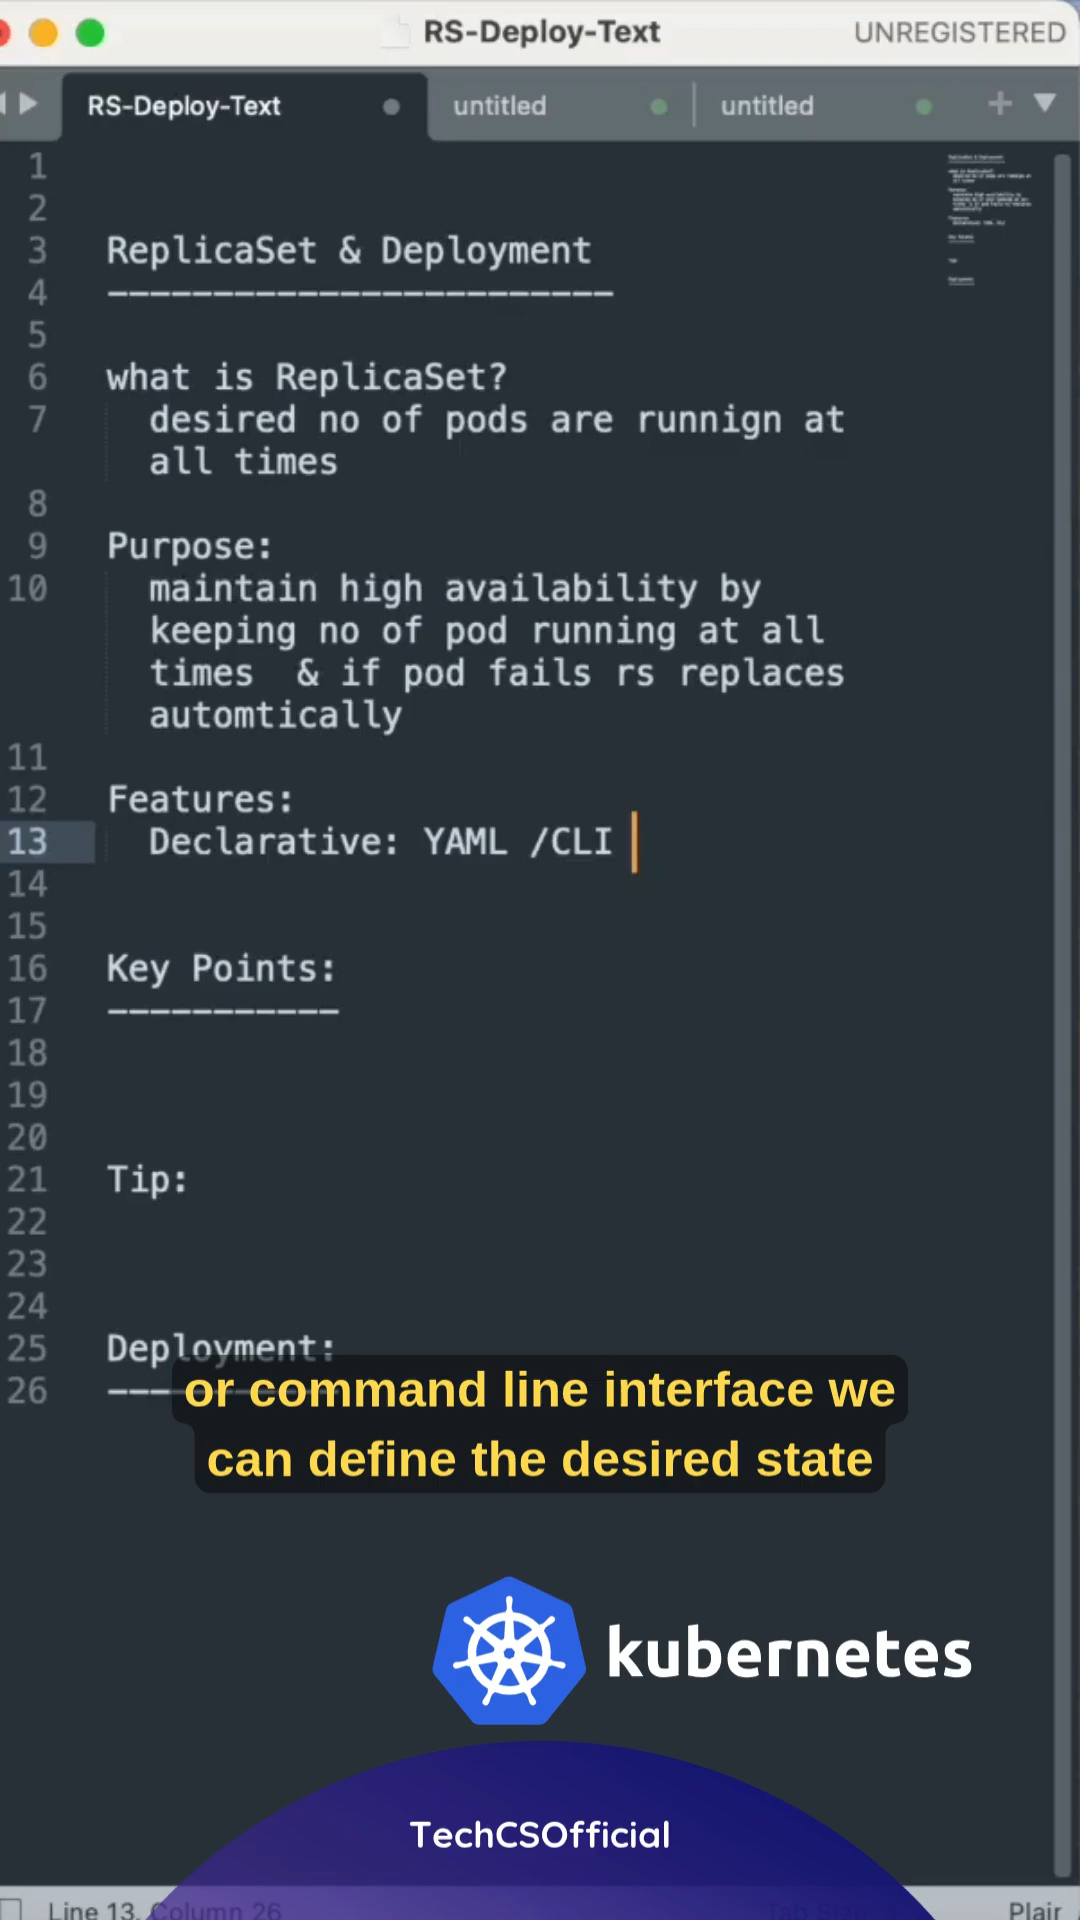 RS-Deploy-Text
UNREGISTERED
RS-Deploy-Text
untitled
untitled
1
2
3 ReplicaSet & Deployment
4 ------------------------
5
6 what is ReplicaSet?
7 desired no of pods are runnign at
all times
8
9 Purpose:
10 maintain high availability by
keeping no of pod running at all
times & if pod fails rs replaces
automtically
11
12 Features:
13 Declarative: YAML /CLI
14
15
16 Key Points:
17 -----------
18
19
20
21 Tip:
22
23
24
25 Deployment:
26
or command line interface we
can define the desired state
kubernetes
TechCSOfficial
Line 13, Column 26
Tab Size
Plair